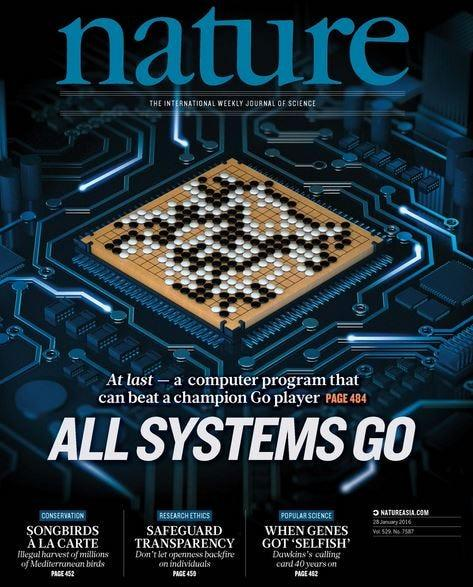 nature
THE INTERNATIONAL WEEKLY JOURNAL OF SCIENCE
At last — a computer program that
can beat a champion Go player PAGE 484
ALL SYSTEMS GO
CONSERVATION
SONGBIRDS
À LA CARTE
Illegal harvest of millions
of Mediterranean birds
PAGE 452
RESEARCH ETHICS
SAFEGUARD
TRANSPARENCY
Don't let openness backfire
on individuals
PAGE 459
POPULAR SCIENCE
WHEN GENES
GOT ‘SELFISH’
Dawkins's calling
card 40 years on
PAGE 462
NATUREASIA.COM
28 January 2016
Vol. 529, No. 7587